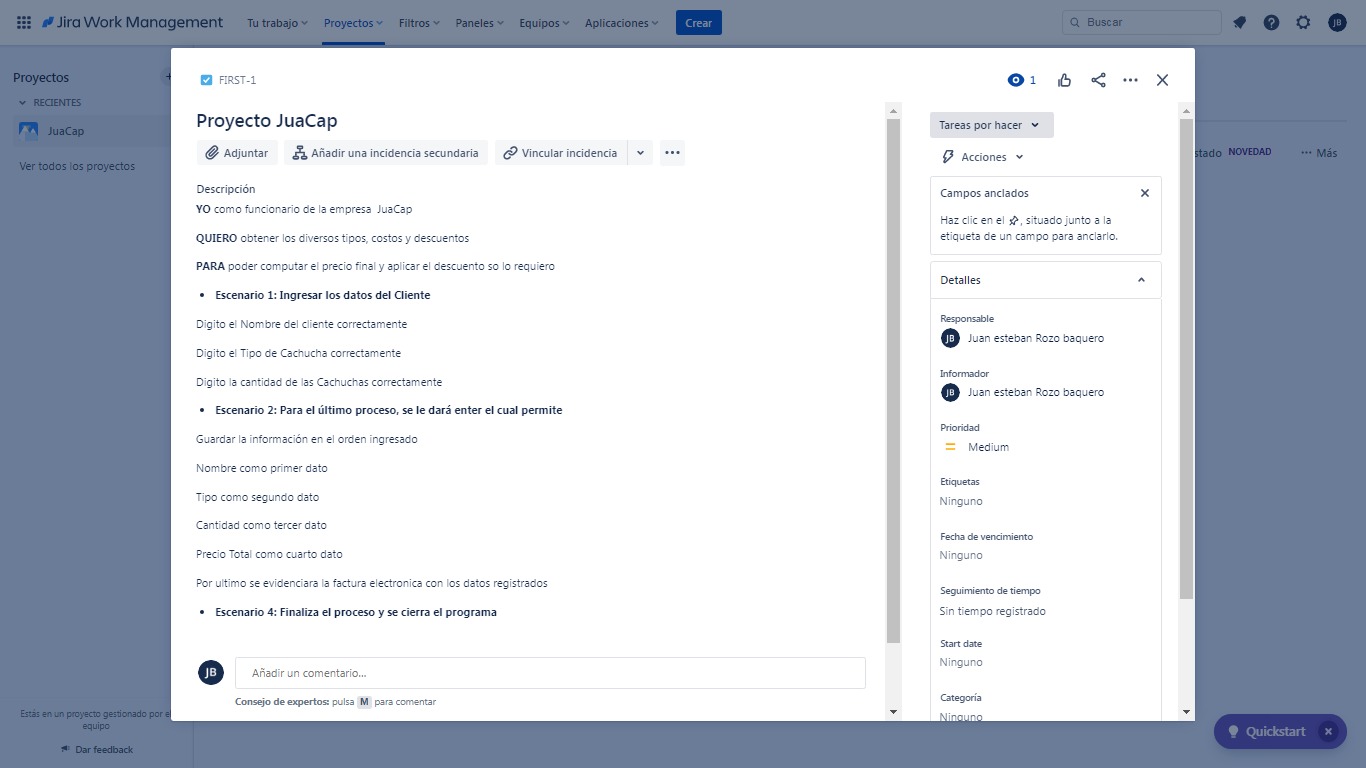 Jira Work Management
Tu trabajo
Proyectos
Filtros
Paneles
Equipos
Aplicaciones
Crear
Buscar
JB
Proyectos
RECIENTES
JuaCap
Ver todos los proyectos
FIRST-1
1
Proyecto JuaCap
Adjuntar
Añadir una incidencia secundaria
Vincular incidencia
Descripción
YO como funcionario de la empresa JuaCap
QUIERO obtener los diversos tipos, costos y descuentos
PARA poder computar el precio final y aplicar el descuento so lo requiero
• Escenario 1: Ingresar los datos del Cliente
Digito el Nombre del cliente correctamente
Digito el Tipo de Cachucha correctamente
Digito la cantidad de las Cachuchas correctamente
• Escenario 2: Para el último proceso, se le dará enter el cual permite
Guardar la información en el orden ingresado
Nombre como primer dato
Tipo como segundo dato
Cantidad como tercer dato
Precio Total como cuarto dato
Por ultimo se evidenciara la factura electronica con los datos registrados
• Escenario 4: Finaliza el proceso y se cierra el programa
JB
Añadir un comentario...
Consejo de expertos: pulsa M para comentar
Tareas por hacer
Acciones
Campos anclados
Haz clic en el , situado junto a la
etiqueta de un campo para anclarlo.
Detalles
Responsable
JB Juan esteban Rozo baquero
Informador
JB Juan esteban Rozo baquero
Prioridad
Medium
Etiquetas
Ninguno
Fecha de vencimiento
Ninguno
Seguimiento de tiempo
Sin tiempo registrado
Start date
Ninguno
Categoría
Ninguno
stado NOVEDAD
Más
Estás en un proyecto gestionado por el
equipo
Dar feedback
Quickstart